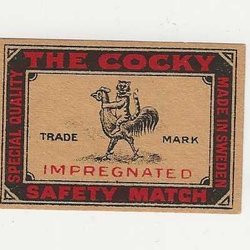 THE COCKY
SPECIAL QUALITY
MADE IN SWEDEN
TRADE MARK
IMPREGNATED
SAFETY MATCH